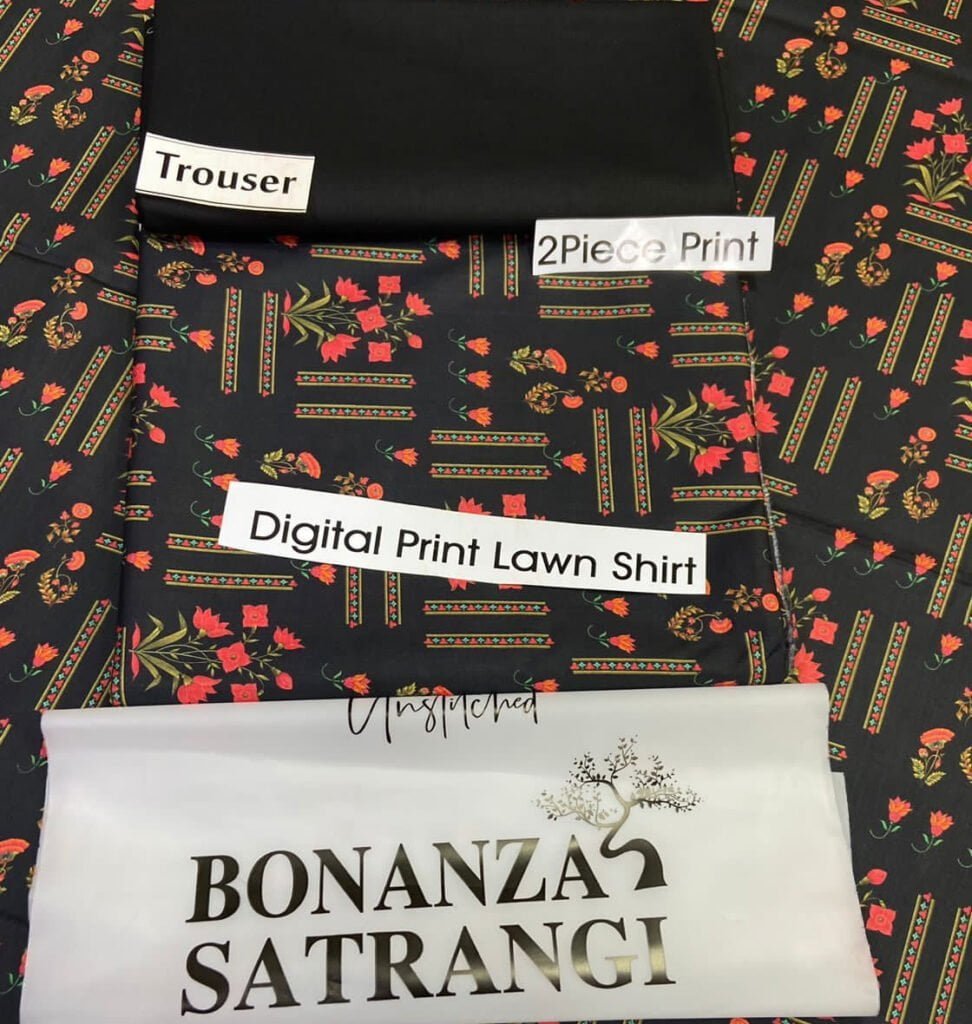 Trouser
2Piece Print
Digital Print Lawn Shirt
Unstitched
BONANZA
SATRANGI